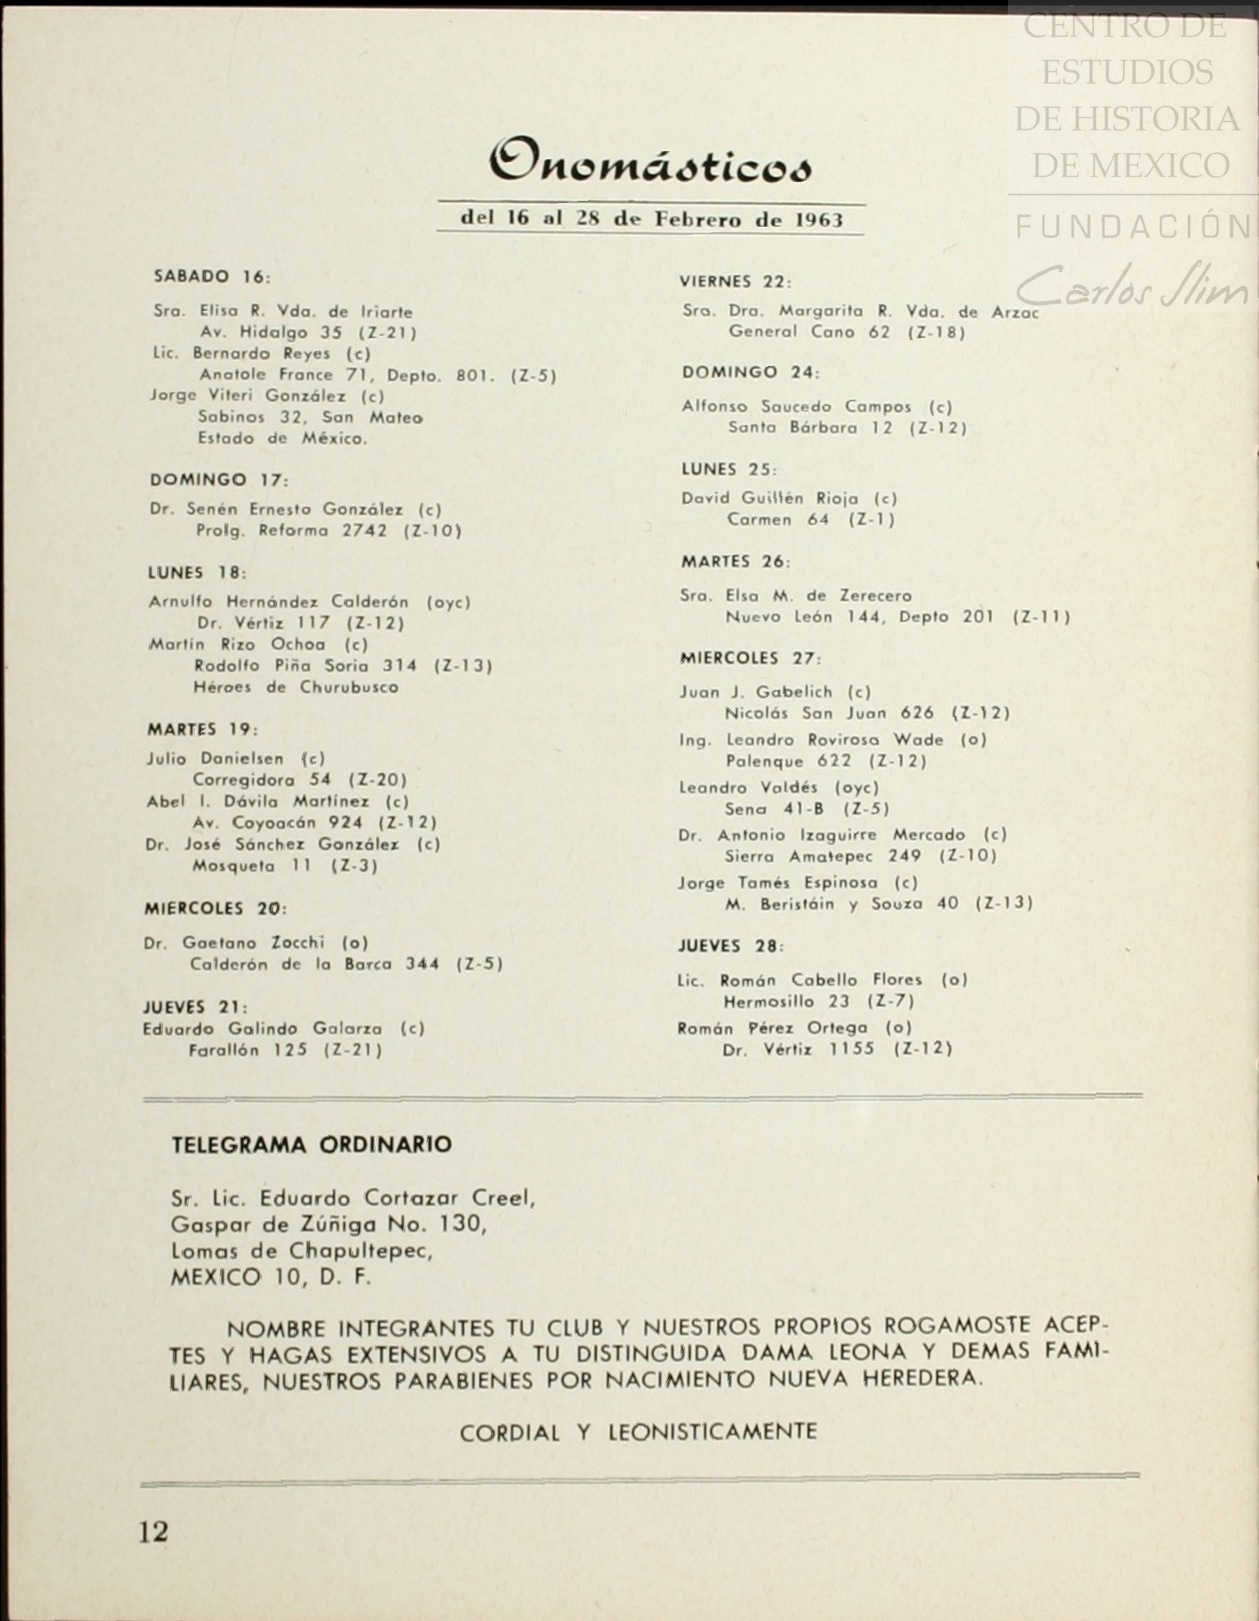 CENTRO DE
ESTUDIOS
DE HISTORIA
DE MEXICO
FUNDACIÓN
Carlos Slim
Onomásticos
del 16 al 28 de Febrero de 1963
SABADO 16:
Sra. Elisa R. Vda. de Iriarte
Av. Hidalgo 35 (Z-21)
Lic. Bernardo Reyes (c)
Anatole France 71, Depto. 801. (Z-5)
Jorge Viteri González (c)
Sabinos 32, San Mateo
Estado de México.
DOMINGO 17:
Dr. Senén Ernesto González (c)
Prolg. Reforma 2742 (Z-10)
LUNES 18:
Arnulfo Hernández Calderón (oyc)
Dr. Vértiz 117 (Z-12)
Martín Rizo Ochoa (c)
Rodolfo Piña Soria 314 (Z-13)
Héroes de Churubusco
MARTES 19:
Julio Danielsen (c)
Corregidora 54 (Z-20)
Abel I. Dávila Martínez (c)
Av. Coyoacán 924 (Z-12)
Dr. José Sánchez González (c)
Mosqueta 11 (Z-3)
MIERCOLES 20:
Dr. Gaetano Zocchi (o)
Calderón de la Barca 344 (Z-5)
JUEVES 21:
Eduardo Galindo Galarza (c)
Farallón 125 (Z-21)
VIERNES 22:
Sra. Dra. Margarita R. Vda. de Arzac
General Cano 62 (Z-18)
DOMINGO 24:
Alfonso Saucedo Campos (c)
Santa Bárbara 12 (Z-12)
LUNES 25:
David Guillén Rioja (c)
Carmen 64 (Z-1)
MARTES 26:
Sra. Elsa M. de Zerecero
Nuevo León 144, Depto 201 (Z-11)
MIERCOLES 27:
Juan J. Gabelich (c)
Nicolás San Juan 626 (Z-12)
Ing. Leandro Rovirosa Wade (o)
Palenque 622 (Z-12)
Leandro Valdés (oyc)
Sena 41-B (Z-5)
Dr. Antonio Izaguirre Mercado (c)
Sierra Amatepec 249 (Z-10)
Jorge Tamés Espinosa (c)
M. Beristáin y Souza 40 (Z-13)
JUEVES 28:
Lic. Román Cabello Flores (o)
Hermosillo 23 (Z-7)
Román Pérez Ortega (o)
Dr. Vértiz 1155 (Z-12)
TELEGRAMA ORDINARIO
Sr. Lic. Eduardo Cortazar Creel,
Gaspar de Zúñiga No. 130,
Lomas de Chapultepec,
MEXICO 10, D. F.
NOMBRE INTEGRANTES TU CLUB Y NUESTROS PROPIOS ROGAMOSTE ACEP-
TES Y HAGAS EXTENSIVOS A TU DISTINGUIDA DAMA LEONA Y DEMAS FAMI-
LIARES, NUESTROS PARABIENES POR NACIMIENTO NUEVA HEREDERA.
CORDIAL Y LEONISTICAMENTE
12